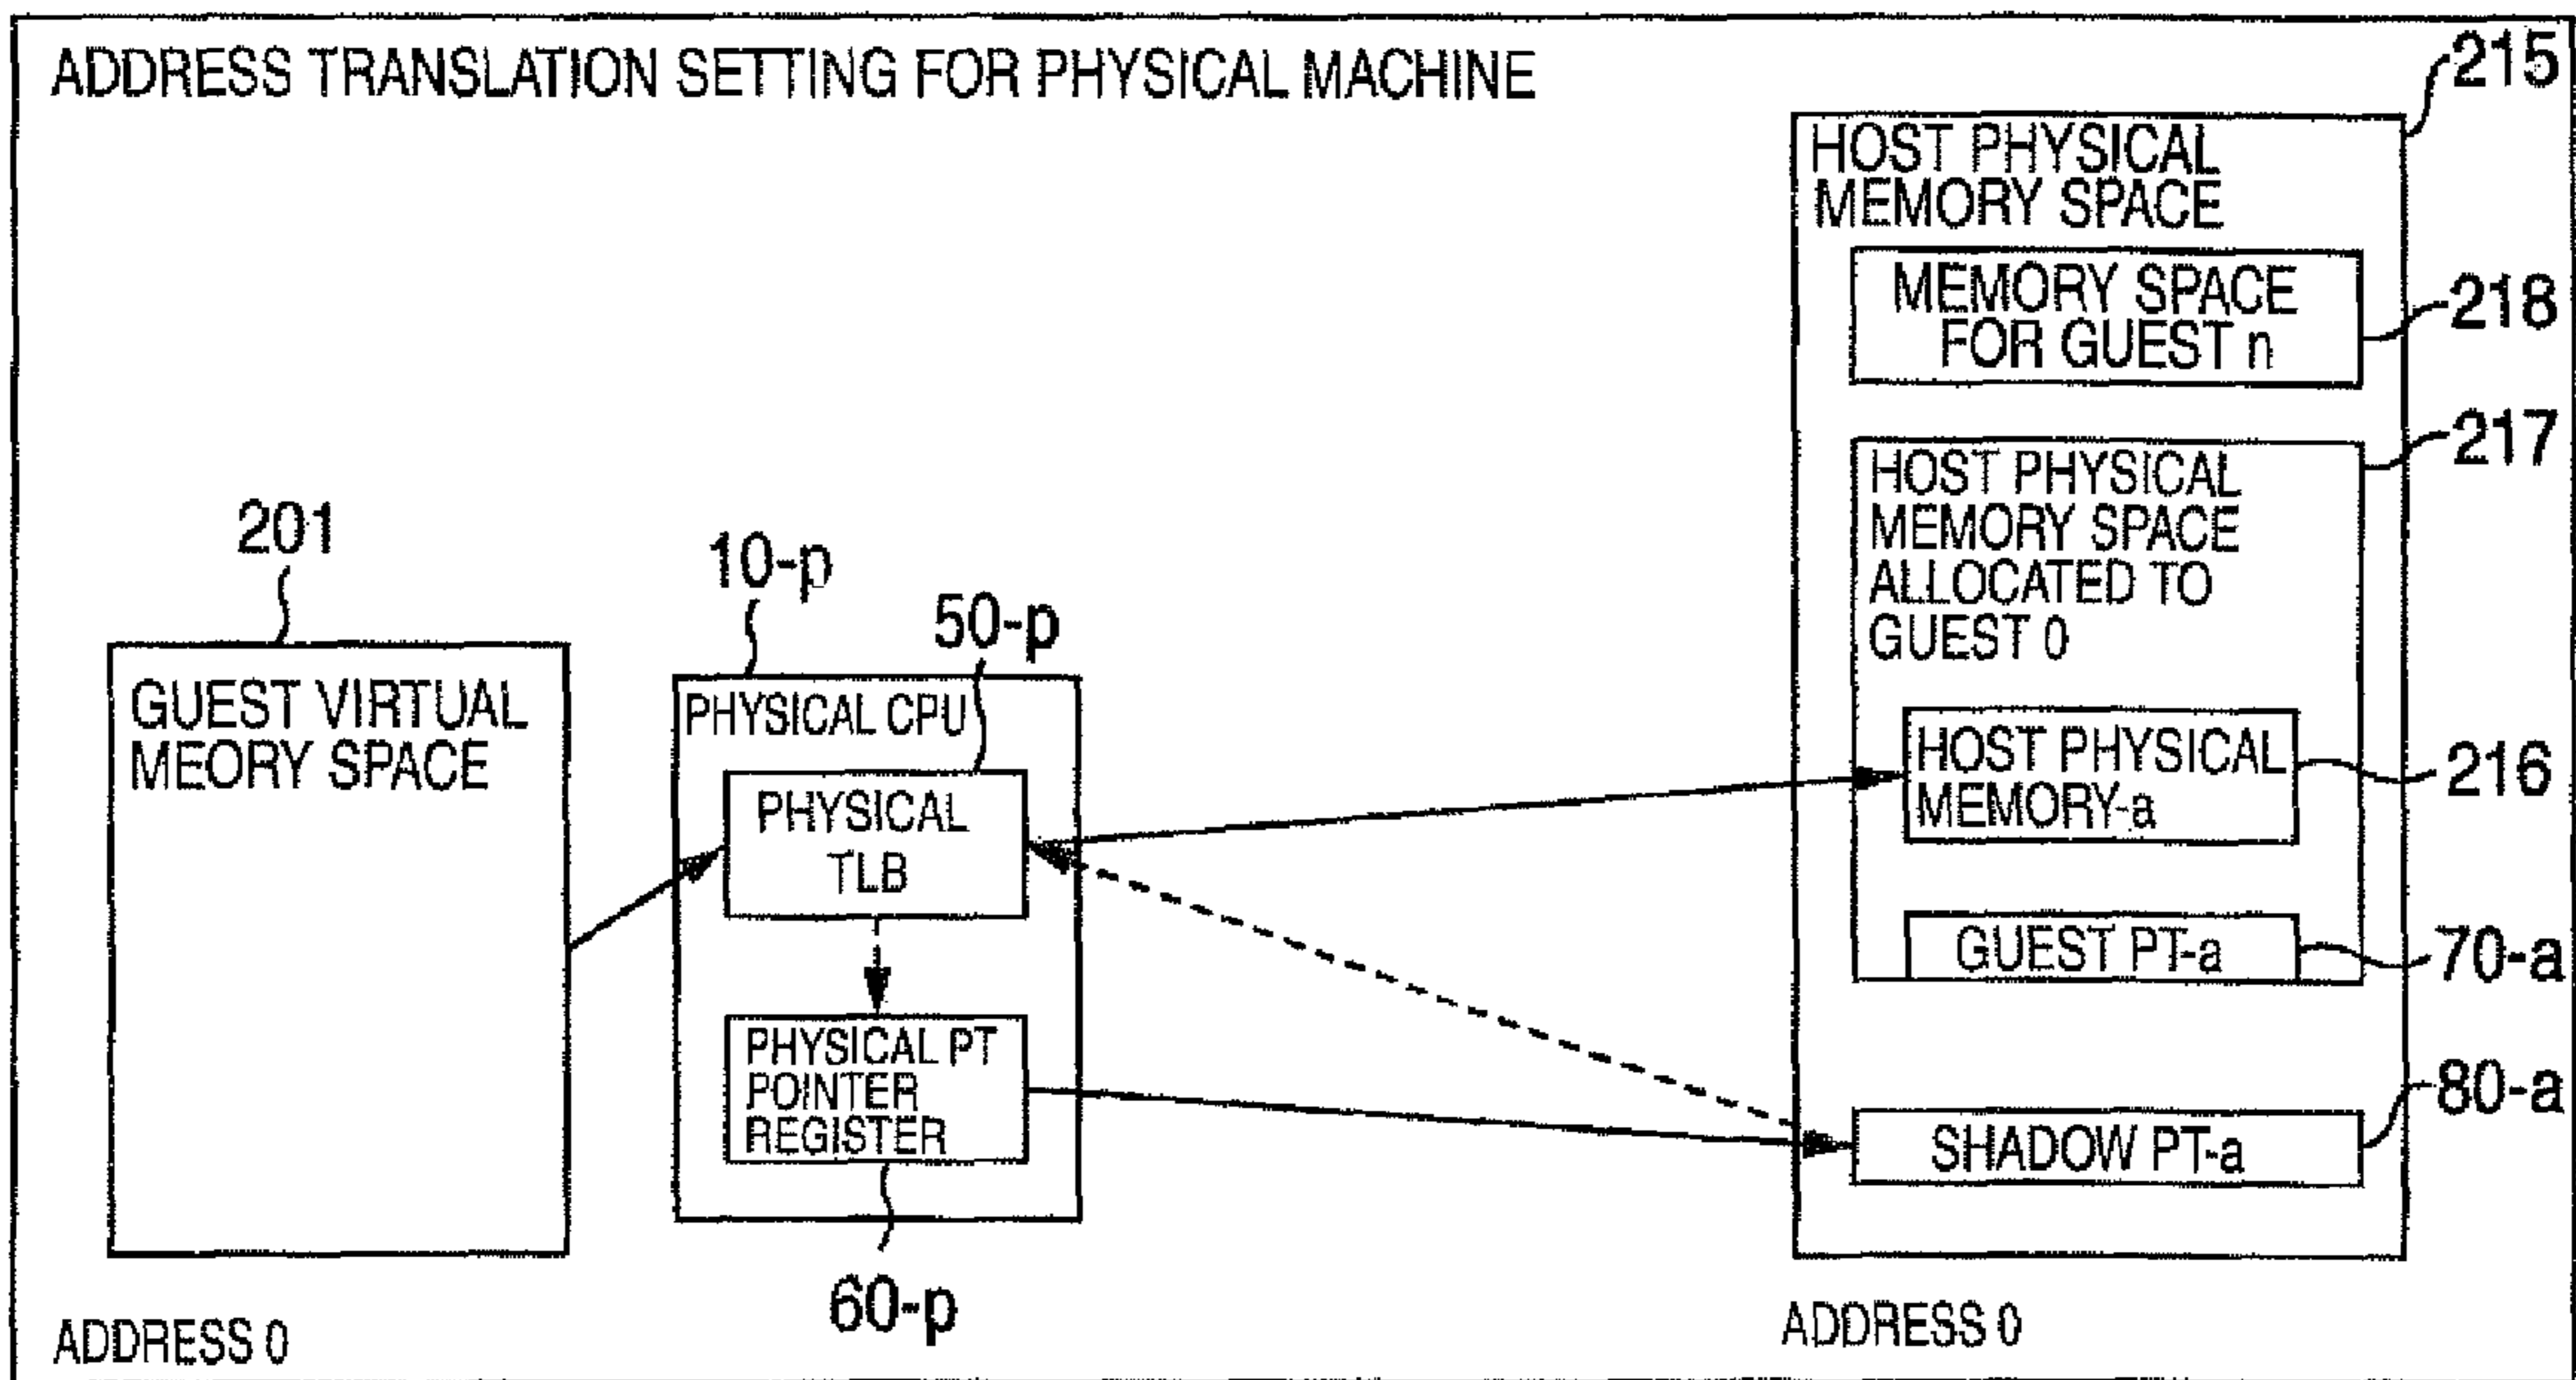 ADDRESS TRANSLATION SETTING FOR PHYSICAL MACHINE
215
HOST PHYSICAL
MEMORY SPACE
MEMORY SPACE
FOR GUEST n
218
217
HOST PHYSICAL
MEMORY SPACE
ALLOCATED TO
GUEST 0
201
10-p
50-p
GUEST VIRTUAL
MEORY SPACE
PHYSICAL CPU
PHYSICAL
TLB
HOST PHYSICAL
MEMORY-a
216
GUEST PT-a
70-a
PHYSICAL PT
POINTER
REGISTER
80-a
SHADOW PT-a
60-p
ADDRESS 0
ADDRESS 0